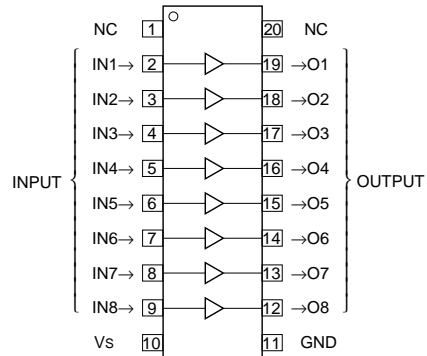 NC 1 20 NC
IN1→ 2 19 →O1
IN2→ 3 18 →O2
IN3→ 4 17 →O3
IN4→ 5 16 →O4
INPUT OUTPUT
IN5→ 6 15 →O5
IN6→ 7 14 →O6
IN7→ 8 13 →O7
IN8→ 9 12 →O8
Vs 10 11 GND